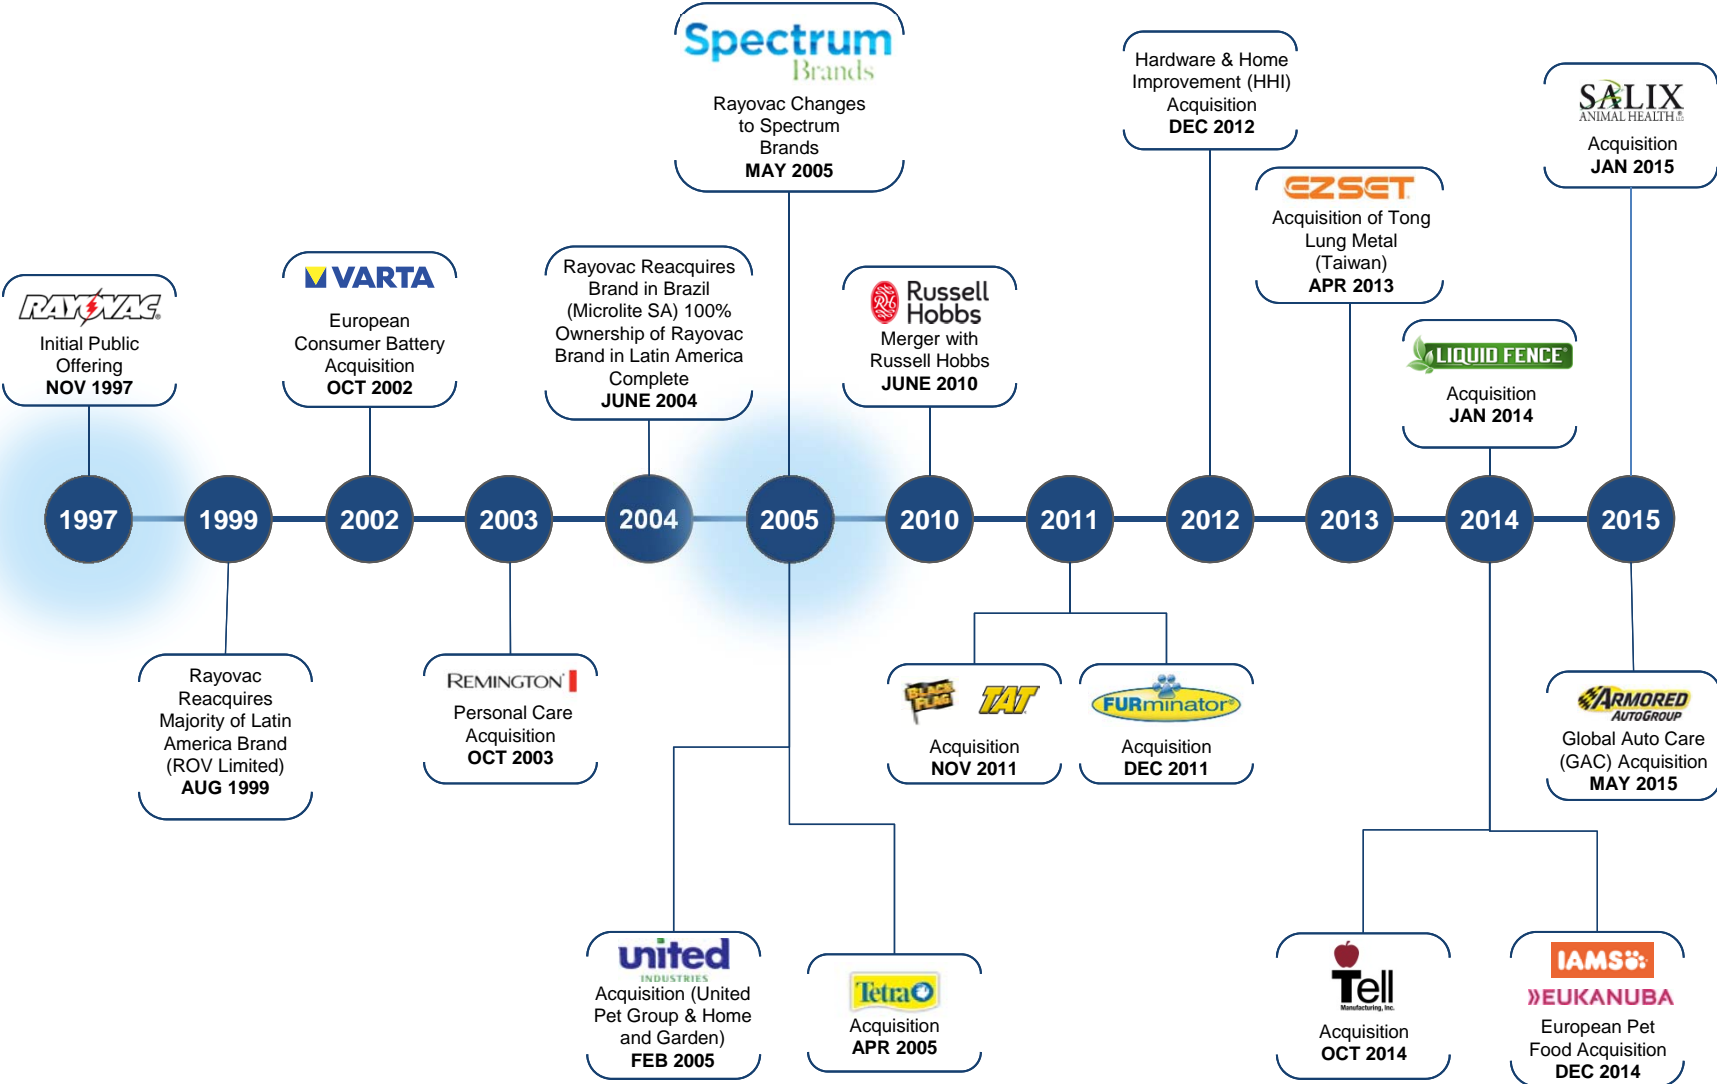 Spectrum
Brands
Rayovac Changes
to Spectrum
Brands
MAY 2005
Hardware & Home
Improvement (HHI)
Acquisition
DEC 2012
SALIX
ANIMAL HEALTH
Acquisition
JAN 2015
EZSET
Acquisition of Tong
Lung Metal
(Taiwan)
APR 2013
RAYOVAC
Initial Public
Offering
NOV 1997
VARTA
European
Consumer Battery
Acquisition
OCT 2002
Rayovac Reacquires
Brand in Brazil
(Microlite SA) 100%
Ownership of Rayovac
Brand in Latin America
Complete
JUNE 2004
RH
Russell
Hobbs
Merger with
Russell Hobbs
JUNE 2010
LIQUID FENCE®
Acquisition
JAN 2014
1997
1999
2002
2003
2004
2005
2010
2011
2012
2013
2014
2015
Rayovac
Reacquires
Majority of Latin
America Brand
(ROV Limited)
AUG 1999
REMINGTON
Personal Care
Acquisition
OCT 2003
BLACK
FLAG
TAT
Acquisition
NOV 2011
FURminator®
Acquisition
DEC 2011
ARMORED
AUTOGROUP
Global Auto Care
(GAC) Acquisition
MAY 2015
united
INDUSTRIES
Acquisition (United
Pet Group & Home
and Garden)
FEB 2005
Tetra
Acquisition
APR 2005
Tell
Manufacturing, Inc.
Acquisition
OCT 2014
IAMS
EUKANUBA
European Pet
Food Acquisition
DEC 2014